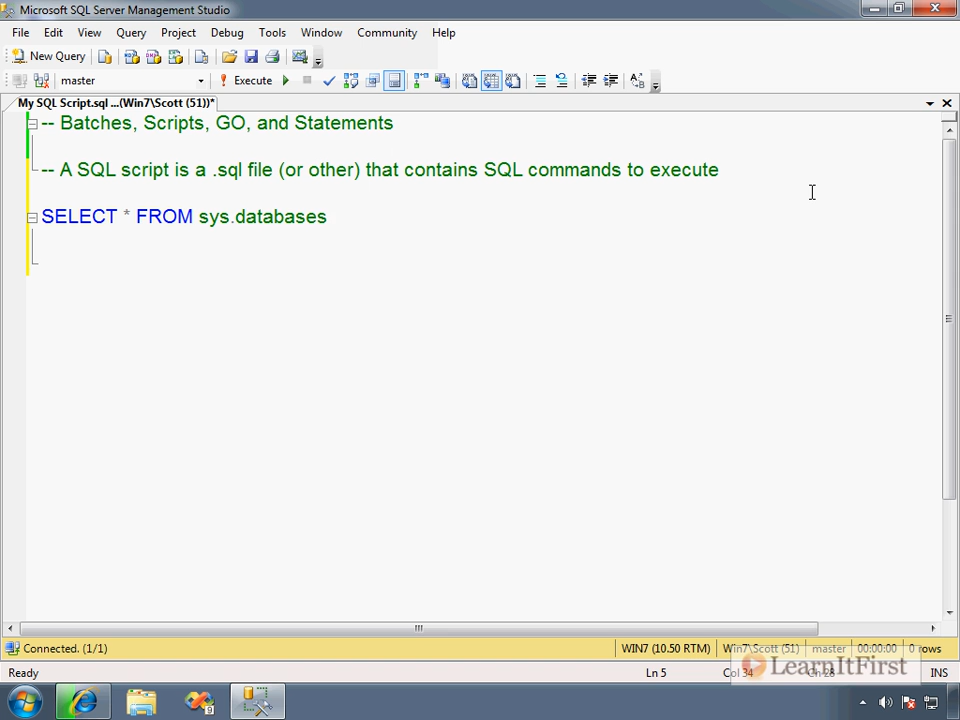 Microsoft SQL Server Management Studio
File Edit View Query Project Debug Tools Window Community Help
New Query
master Execute
My SQL Script.sql ...(Win7\Scott (51))*
-- Batches, Scripts, GO, and Statements
-- A SQL script is a .sql file (or other) that contains SQL commands to execute
SELECT * FROM sys.databases
Connected. (1/1) WIN7 (10.50 RTM) Win7\Scott (51) master 00:00:00 0 rows
Ready Ln 5 Col 34 Ch 28 INS
LearnItFirst